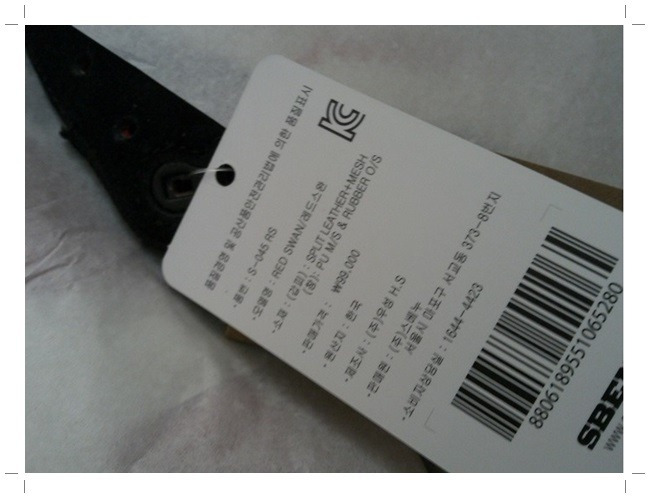 품질경영 및 공산품안전관리법에 의한 품질표시
· 품번 : S-045 RS
· 모델명 : RED SWAN/레드스완
· 소재 : (갑피) : SPLIT LEATHER+MESH
(창) : PU M/S & RUBBER O/S
· 판매가격 : ₩99,000
· 원산지 : 한국
· 제조사 : (주)우성 H.S
· 판매원 : (주)스베누
서울시 마포구 서교동 373-8번지
· 소비자상담실 : 1644-4423
8806189551065280
SBE
www.